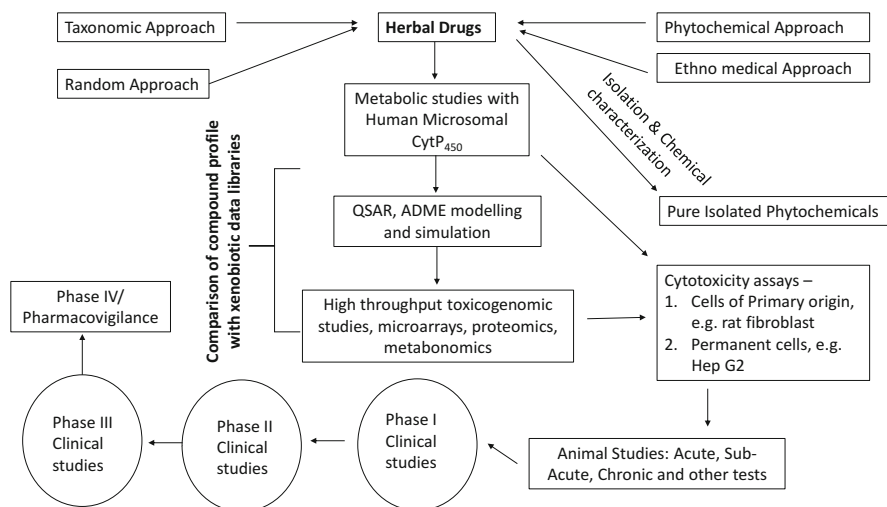 Taxonomic Approach
Herbal Drugs
Phytochemical Approach
Ethno medical Approach
Random Approach
Isolation & Chemical
characterization
Metabolic studies with
Human Microsomal
CytP450
Comparison of compound profile
with xenobiotic data libraries
QSAR, ADME modelling
and simulation
Pure Isolated Phytochemicals
High throughput toxicogenomic
studies, microarrays, proteomics,
metabonomics
Cytotoxicity assays –
1. Cells of Primary origin,
e.g. rat fibroblast
2. Permanent cells, e.g.
Hep G2
Phase IV/
Pharmacovigilance
Phase III
Clinical
studies
Phase II
Clinical
studies
Phase I
Clinical
studies
Animal Studies: Acute, Sub-
Acute, Chronic and other tests